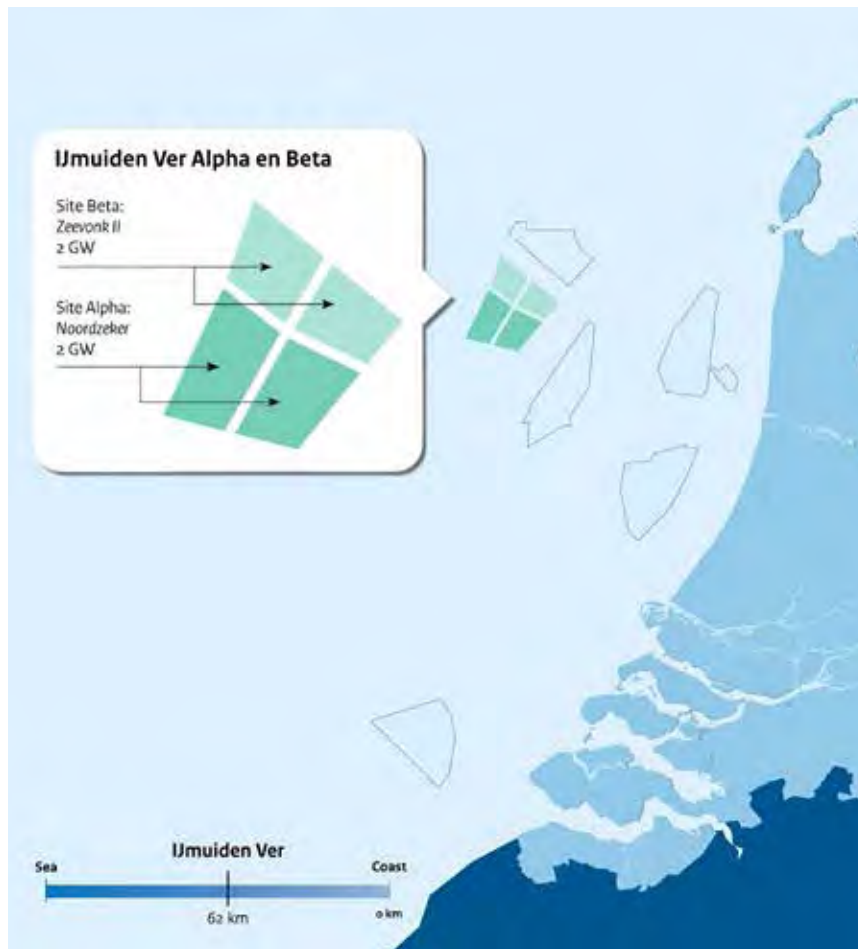 IJmuiden Ver Alpha en Beta
Site Beta:
Zeevonk II
2 GW
Site Alpha:
Noordzeker
2 GW
IJmuiden Ver
Sea
Coast
62 km
0 km